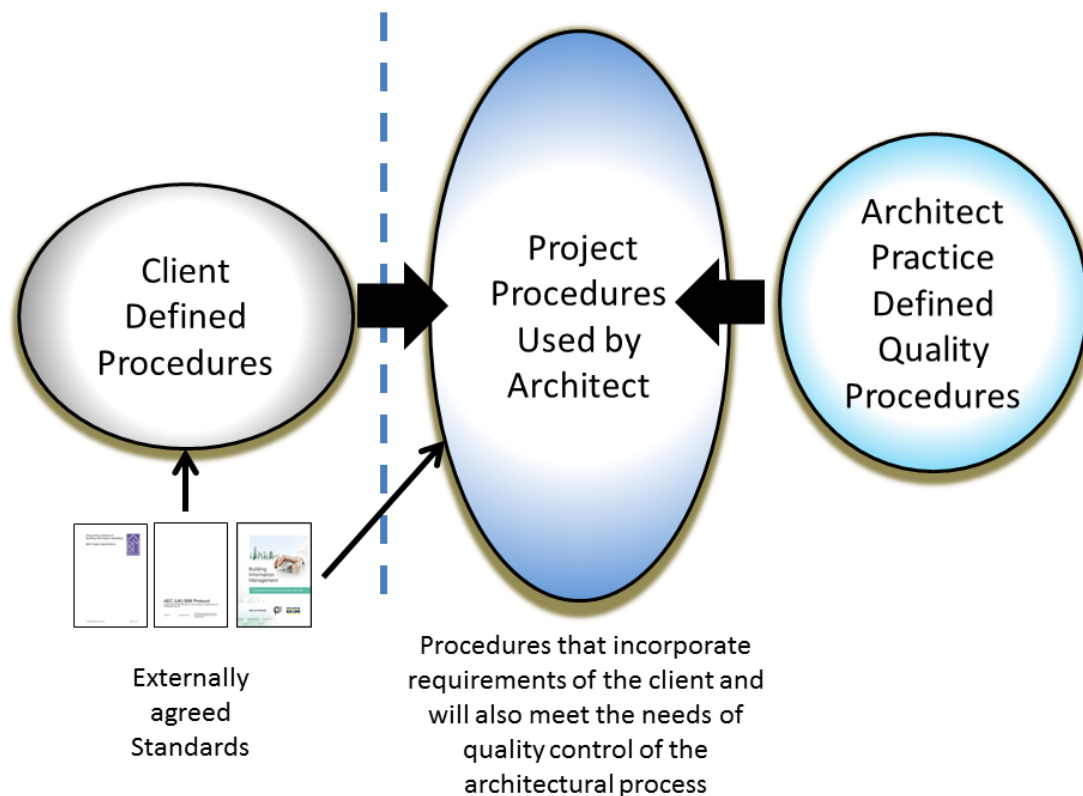 Client
Defined
Procedures
Project
Procedures
Used by
Architect
Architect
Practice
Defined
Quality
Procedures
AEC (UK) BIM Protocol
Building
Information
Management
Externally
agreed
Standards
Procedures that incorporate
requirements of the client and
will also meet the needs of
quality control of the
architectural process